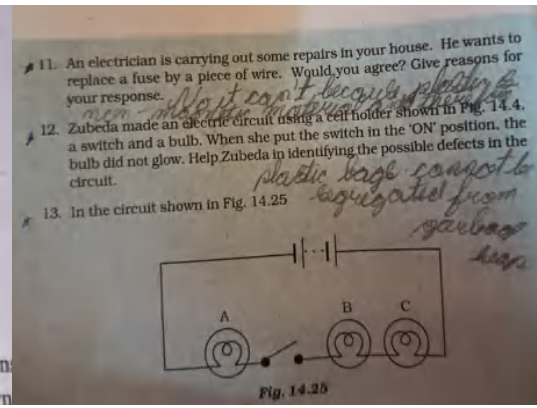 11. An electrician is carrying out some repairs in your house. He wants to
replace a fuse by a piece of wire. Would you agree? Give reasons for
your response. No it can't because plastic
material and
12. Zubeda made an electric circuit using a cell holder shown in Fig. 14.4,
a switch and a bulb. When she put the switch in the 'ON' position, the
bulb did not glow. Help Zubeda in identifying the possible defects in the
circuit.
plastic bags cannot b
13. In the circuit shown in Fig. 14.25
segregated from
garbage
heap
A
B C
Fig. 14.25